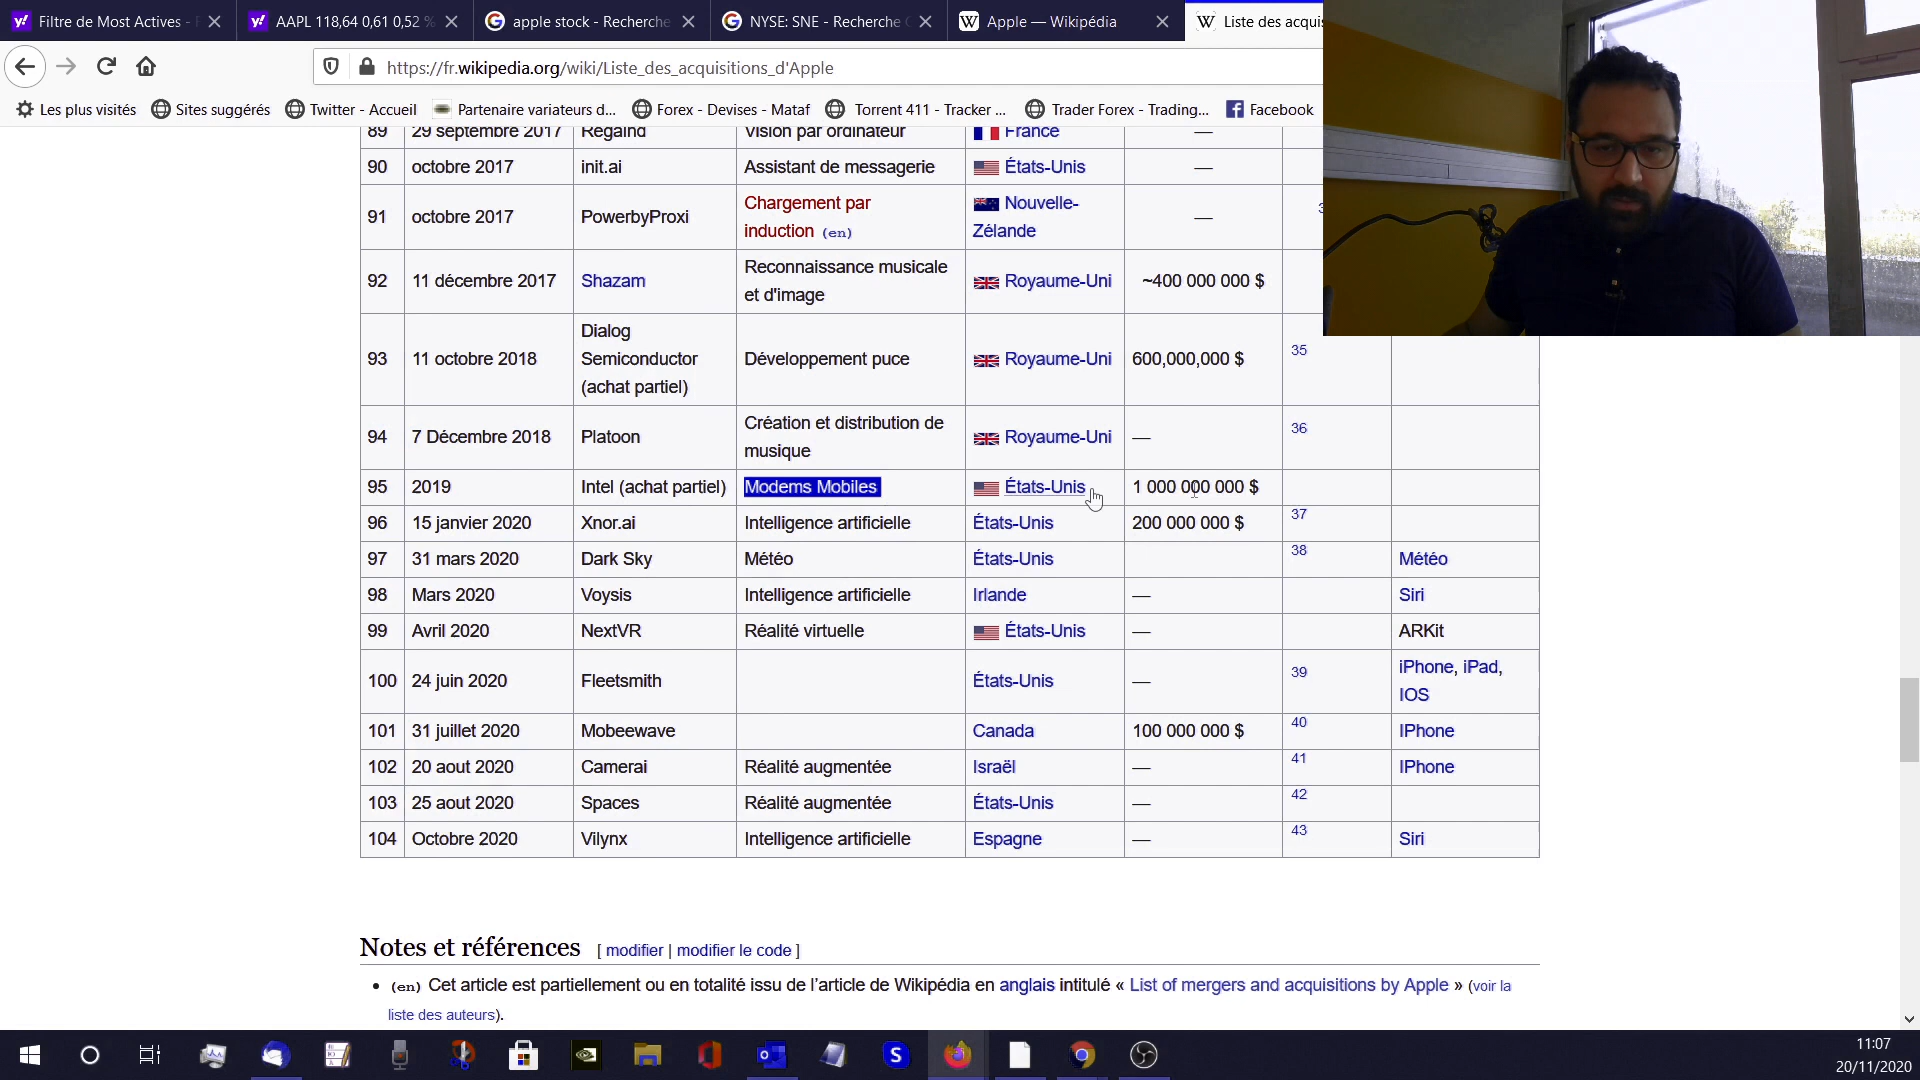 Filtre de Most Actives -
AAPL 118,64 0,61 0,52 %
apple stock - Recherche
NYSE: SNE - Recherche
Apple — Wikipédia
Liste des acquis
https://fr.wikipedia.org/wiki/Liste_des_acquisitions_d'Apple
Les plus visités
Sites suggérés
Twitter - Accueil
Partenaire variateurs d...
Forex - Devises - Mataf
Torrent 411 - Tracker ...
Trader Forex - Trading...
Facebook
89 29 septembre 2017 Regaind Vision par ordinateur France —
90 octobre 2017 init.ai Assistant de messagerie États-Unis —
91 octobre 2017 PowerbyProxi Chargement par
induction (en) Nouvelle-
Zélande —
92 11 décembre 2017 Shazam Reconnaissance musicale
et d'image Royaume-Uni ~400 000 000 $
93 11 octobre 2018 Dialog
Semiconductor
(achat partiel) Développement puce Royaume-Uni 600,000,000 $ 35
94 7 Décembre 2018 Platoon Création et distribution de
musique Royaume-Uni — 36
95 2019 Intel (achat partiel) Modems Mobiles États-Unis 1 000 000 000 $
96 15 janvier 2020 Xnor.ai Intelligence artificielle États-Unis 200 000 000 $ 37
97 31 mars 2020 Dark Sky Météo États-Unis 38 Météo
98 Mars 2020 Voysis Intelligence artificielle Irlande — Siri
99 Avril 2020 NextVR Réalité virtuelle États-Unis — ARKit
100 24 juin 2020 Fleetsmith États-Unis — 39 iPhone, iPad,
IOS
101 31 juillet 2020 Mobeewave Canada 100 000 000 $ 40 IPhone
102 20 aout 2020 Camerai Réalité augmentée Israël — 41 IPhone
103 25 aout 2020 Spaces Réalité augmentée États-Unis — 42
104 Octobre 2020 Vilynx Intelligence artificielle Espagne — 43 Siri
Notes et références [ modifier | modifier le code ]
• (en) Cet article est partiellement ou en totalité issu de l'article de Wikipédia en anglais intitulé « List of mergers and acquisitions by Apple » (voir la
liste des auteurs).
11:07
20/11/2020